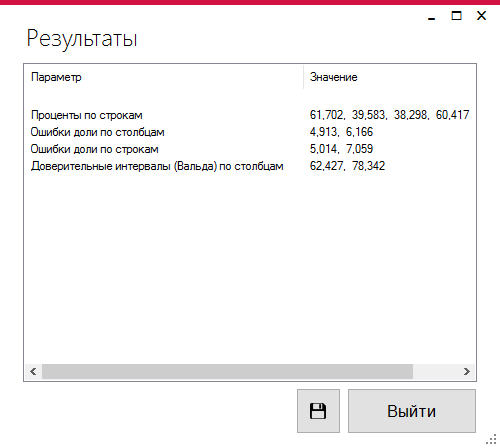 Результаты
Параметр Значение
Проценты по строкам 61,702, 39,583, 38,298, 60,417
Ошибки доли по столбцам 4,913, 6,166
Ошибки доли по строкам 5,014, 7,059
Доверительные интервалы (Вальда) по столбцам 62,427, 78,342
Выйти